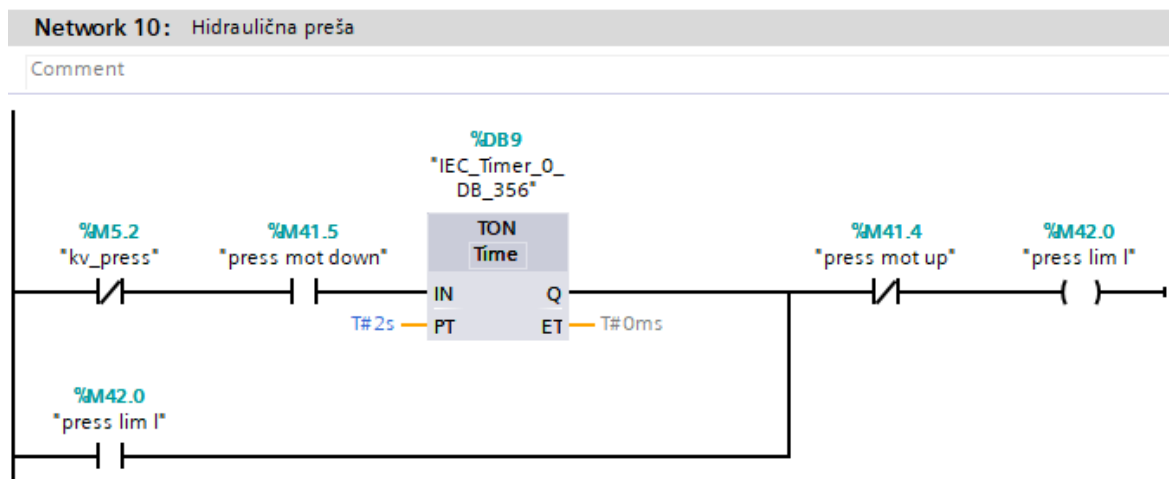 Network 10: Hidraulična preša
Comment
%DB9
"IEC_Timer_0_
DB_356"
%M5.2
"kv_press"
%M41.5
"press mot down"
TON
Time
%M41.4
"press mot up"
%M42.0
"press lim l"
IN Q
T#2s PT ET T#0ms
%M42.0
"press lim l"